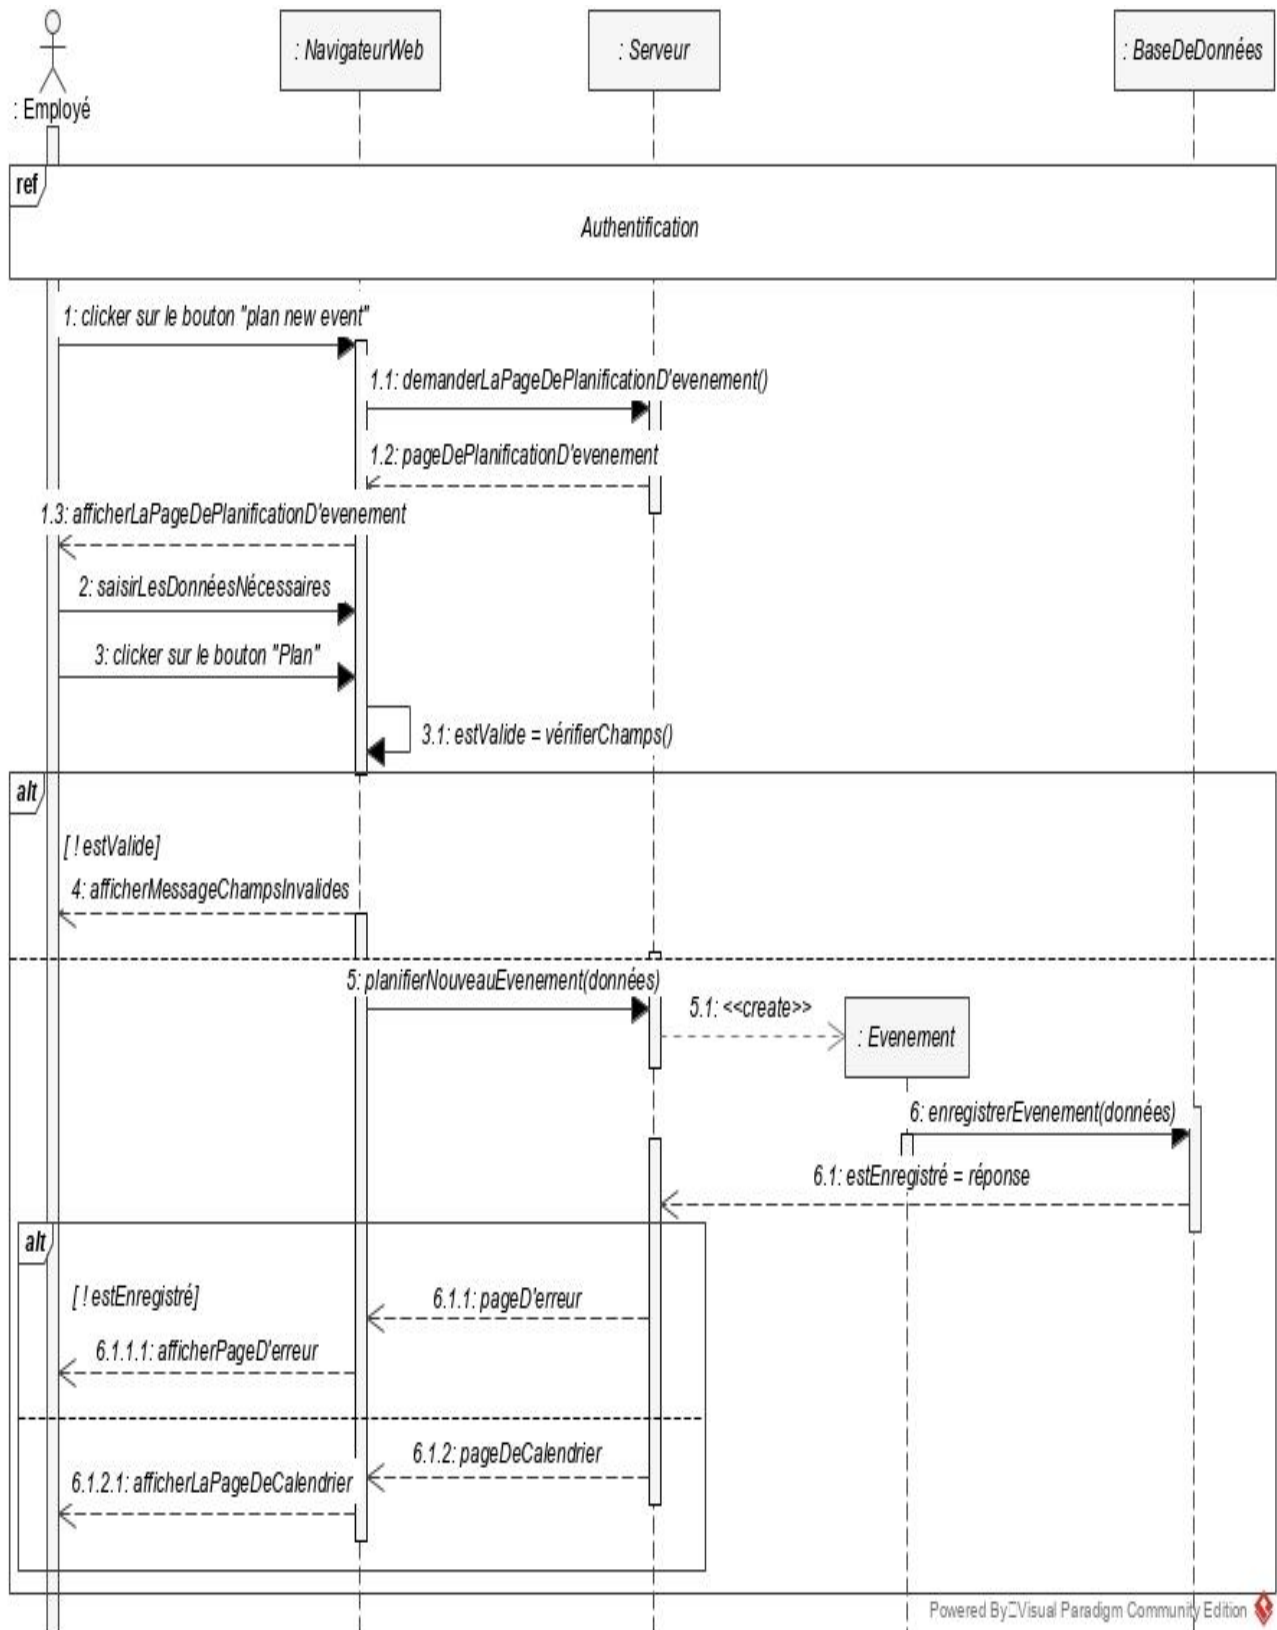 : Employé
: NavigateurWeb
: Serveur
: BaseDeDonnées
ref
Authentification
1: clicker sur le bouton "plan new event"
1.1: demanderLaPageDePlanificationD'evenement()
1.2: pageDePlanificationD'evenement
1.3: afficherLaPageDePlanificationD'evenement
2: saisirLesDonnéesNécessaires
3: clicker sur le bouton "Plan"
3.1: estValide = vérifierChamps()
alt
[ ! estValide]
4: afficherMessageChampsInvalides
5: planifierNouveauEvenement(données)
5.1: <<create>>
: Evenement
6: enregistrerEvenement(données)
6.1: estEnregistré = réponse
alt
[ ! estEnregistré]
6.1.1: pageD'erreur
6.1.1.1: afficherPageD'erreur
6.1.2: pageDeCalendrier
6.1.2.1: afficherLaPageDeCalendrier
Powered By Visual Paradigm Community Edition